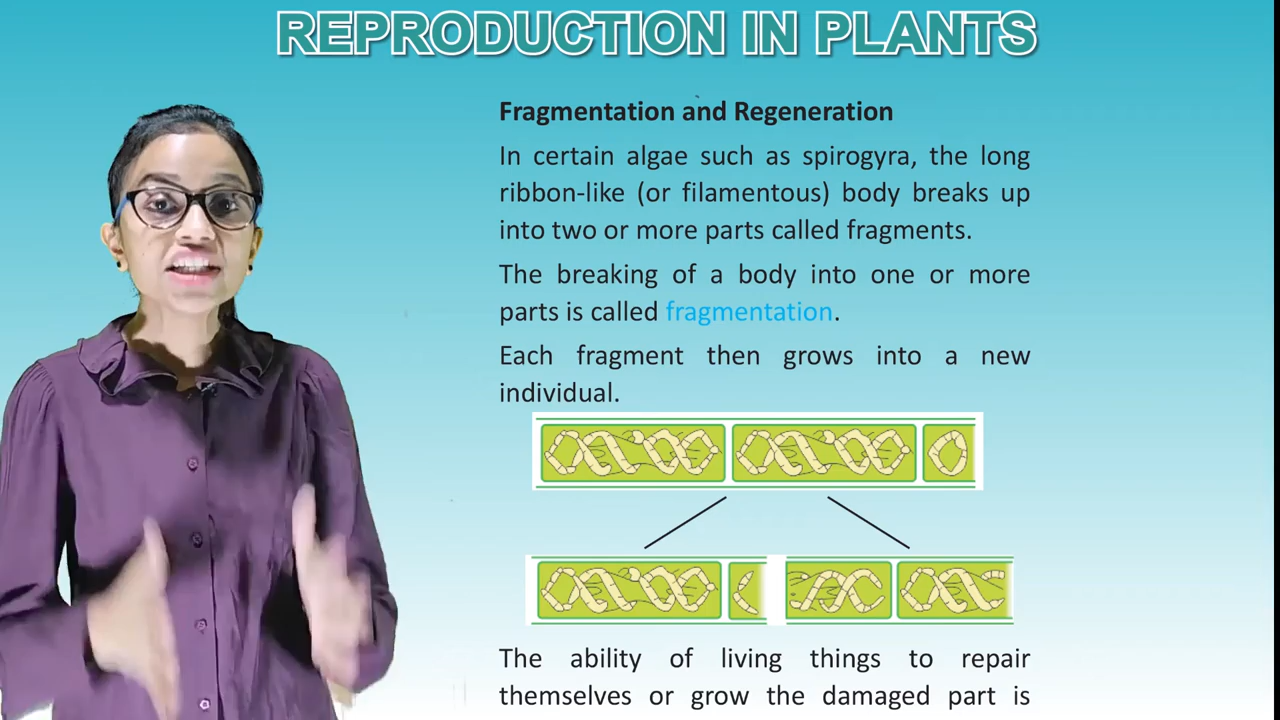 REPRODUCTION IN PLANTS
Fragmentation and Regeneration
In certain algae such as spirogyra, the long
ribbon-like (or filamentous) body breaks up
into two or more parts called fragments.
The breaking of a body into one or more
parts is called fragmentation.
Each fragment then grows into a new
individual.
The ability of living things to repair
themselves or grow the damaged part is